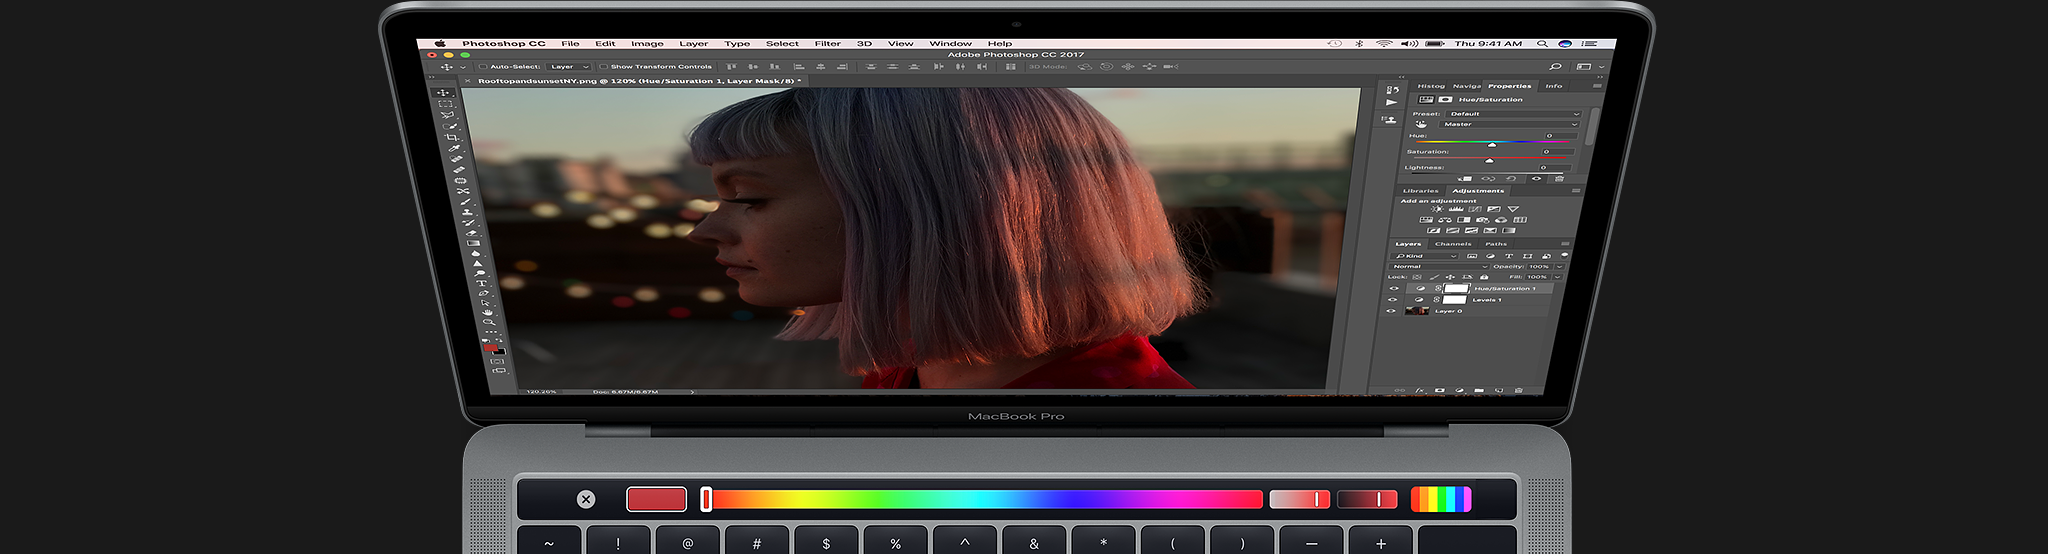 Photoshop CC File Edit Image Layer Type Select Filter 3D View Window Help Thu 9:41 AM
Adobe Photoshop CC 2017
Auto-Select: Layer Show Transform Controls 3D Mode:
RooftopandsunsetNY.png @ 120% (Hue/Saturation 1, Layer Mask/8) *
Histog Naviga Properties Info
Hue/Saturation
Preset: Default
Master
Hue: 0
Saturation: 0
Lightness: 0
Libraries Adjustments
Add an adjustment
Layers Channels Paths
Kind
Normal Opacity: 100%
Lock: Fill: 100%
Hue/Saturation 1
Levels 1
Layer 0
120.26% Doc: 6.67M/6.67M
MacBook Pro
~ ! @ # $ % ^ & * ( ) — +